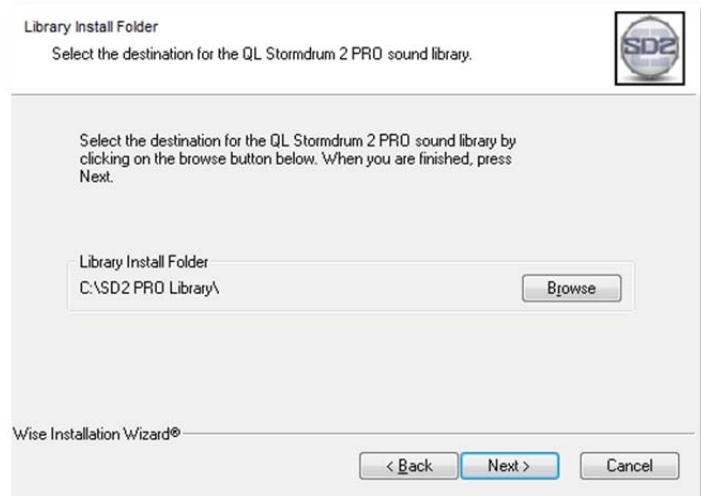 Library Install Folder
Select the destination for the QL Stormdrum 2 PRO sound library.
SD2
Select the destination for the QL Stormdrum 2 PRO sound library by
clicking on the browse button below. When you are finished, press
Next.
Library Install Folder
C:\SD2 PRO Library\
Browse
Wise Installation Wizard®
< Back
Next >
Cancel